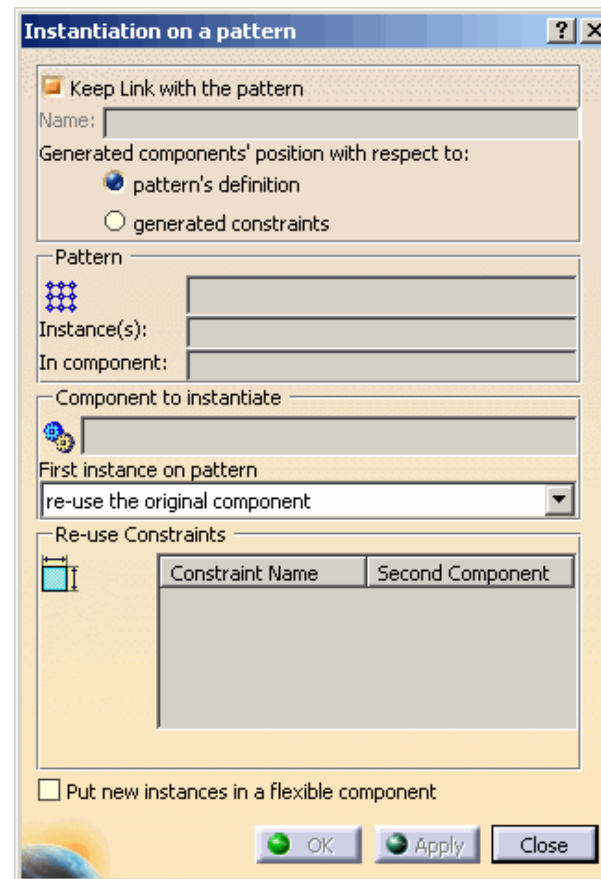 Instantiation on a pattern ? X
Keep Link with the pattern
Name:
Generated components' position with respect to:
pattern's definition
generated constraints
Pattern
Instance(s):
In component:
Component to instantiate
First instance on pattern
re-use the original component
Re-use Constraints
Constraint Name Second Component
Put new instances in a flexible component
OK Apply Close